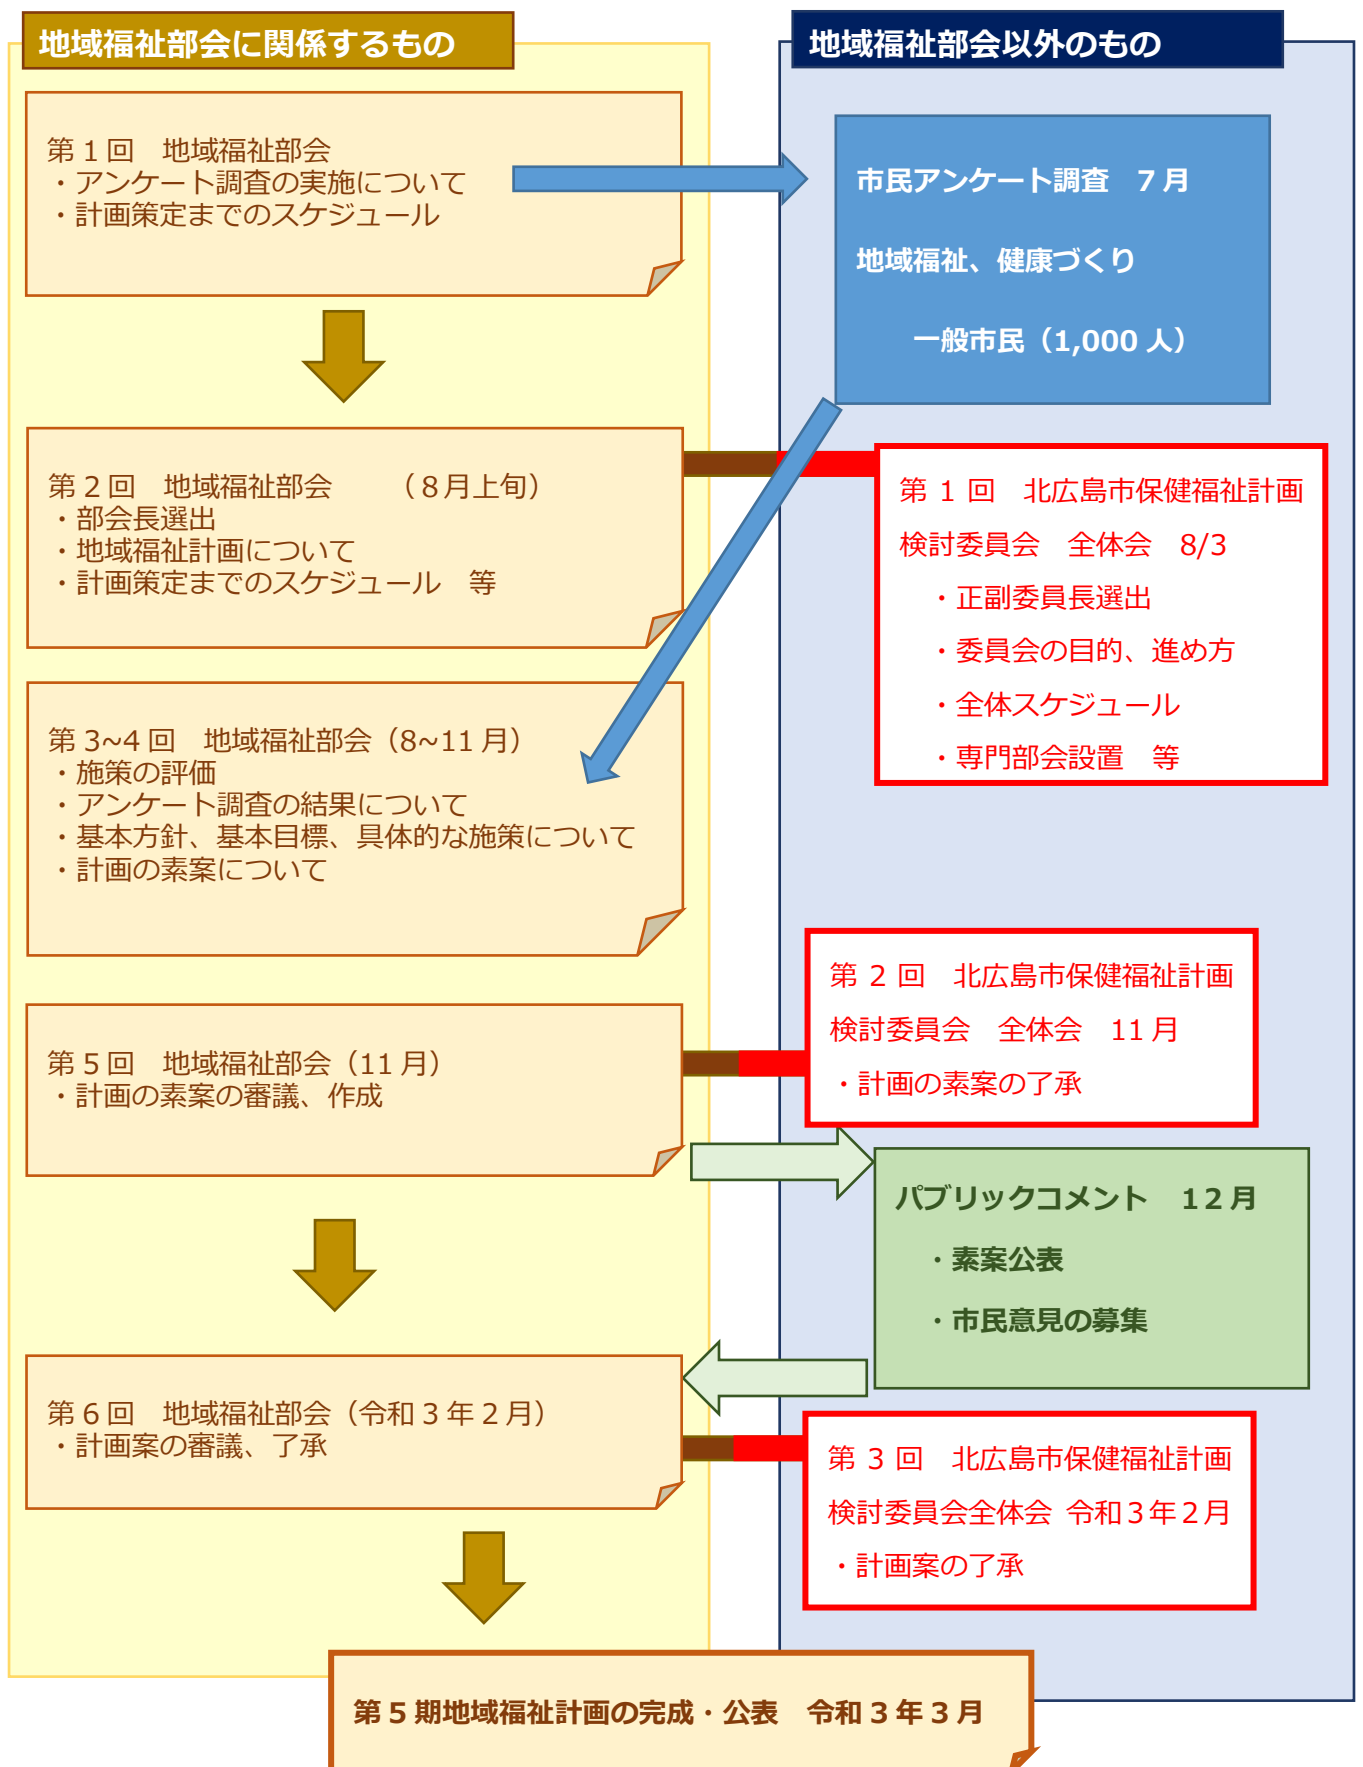 地域福祉部会に関係するもの
第１回　地域福祉部会
・アンケート調査の実施について
・計画策定までのスケジュール
第２回　地域福祉部会　　（８月上旬）
・部会長選出
・地域福祉計画について
・計画策定までのスケジュール　等
第 3~4 回　地域福祉部会（8~11 月）
・施策の評価
・アンケート調査の結果について
・基本方針、基本目標、具体的な施策について
・計画の素案について
第５回　地域福祉部会（11 月）
・計画の素案の審議、作成
第６回　地域福祉部会（令和３年２月）
・計画案の審議、了承
地域福祉部会以外のもの
市民アンケート調査　７月
地域福祉、健康づくり
一般市民（1,000 人）
第 1 回　北広島市保健福祉計画
検討委員会　全体会　8/3
・正副委員長選出
・委員会の目的、進め方
・全体スケジュール
・専門部会設置　等
第 2 回　北広島市保健福祉計画
検討委員会　全体会　11 月
・計画の素案の了承
パブリックコメント　１２月
・素案公表
・市民意見の募集
第 3 回　北広島市保健福祉計画
検討委員会全体会 令和３年２月
・計画案の了承
第５期地域福祉計画の完成・公表　令和３年３月